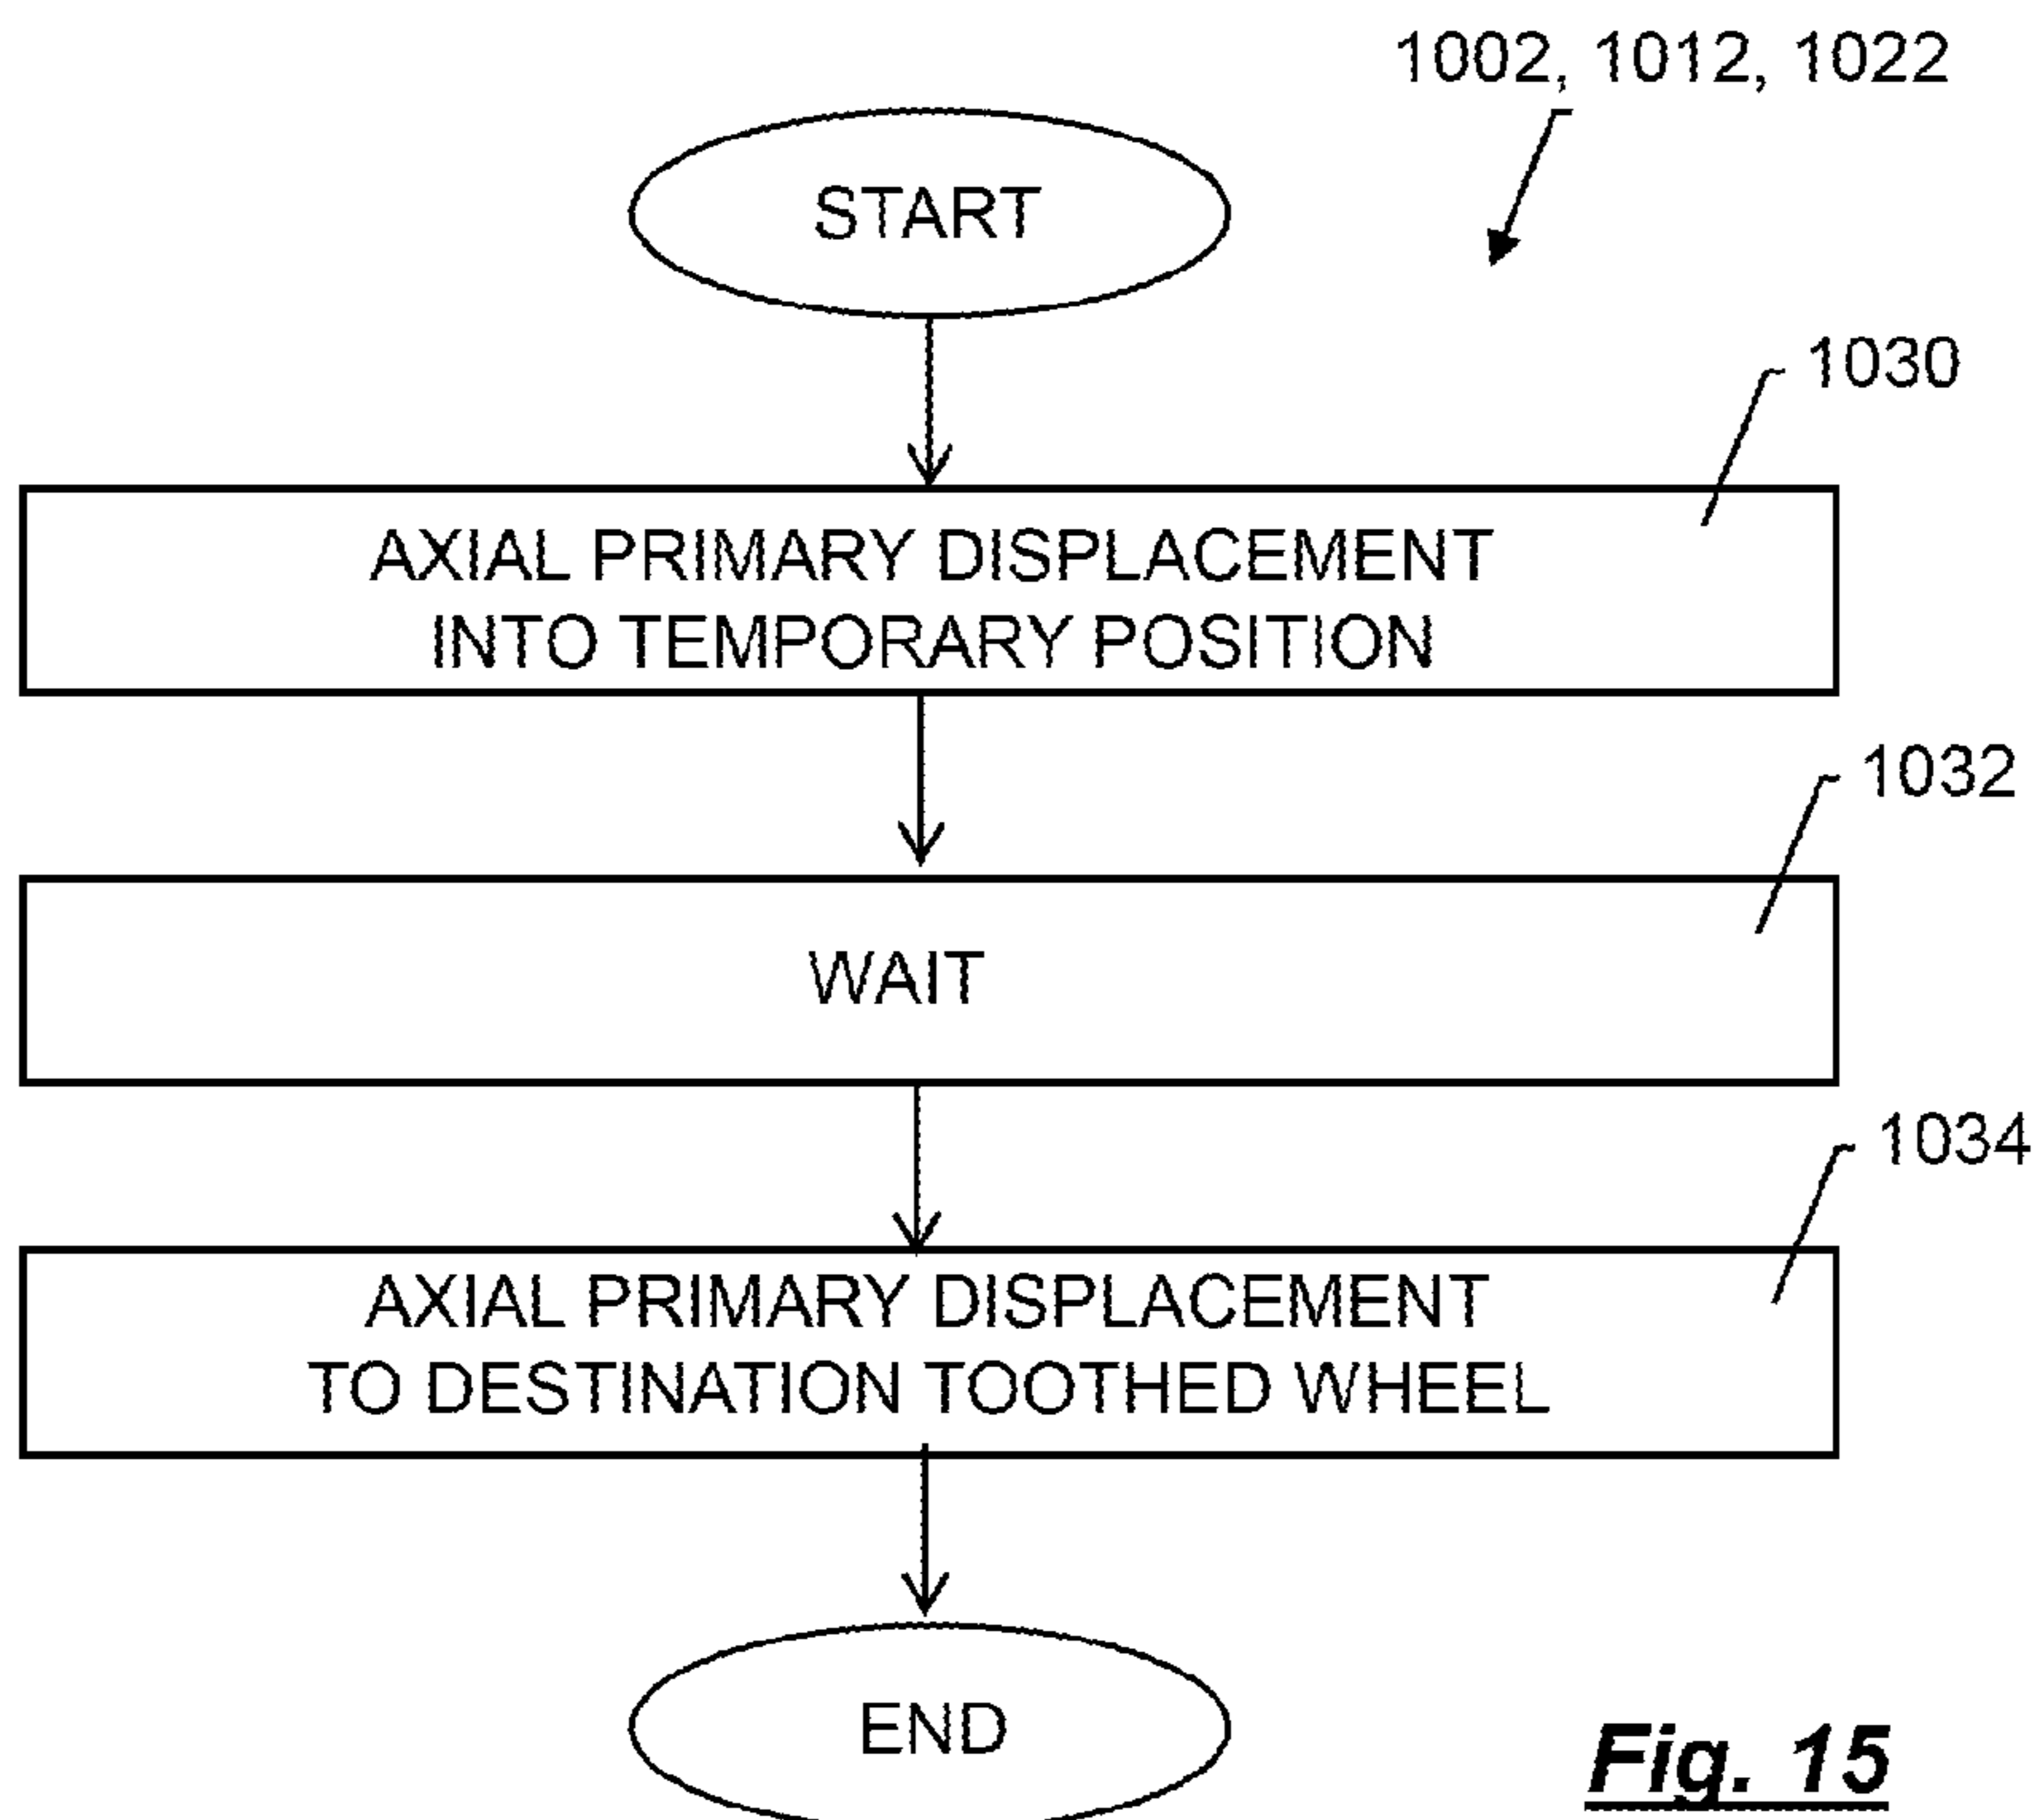 1002, 1012, 1022
START
1030
AXIAL PRIMARY DISPLACEMENT
INTO TEMPORARY POSITION
1032
WAIT
1034
AXIAL PRIMARY DISPLACEMENT
TO DESTINATION TOOTHED WHEEL
END
Fig. 15